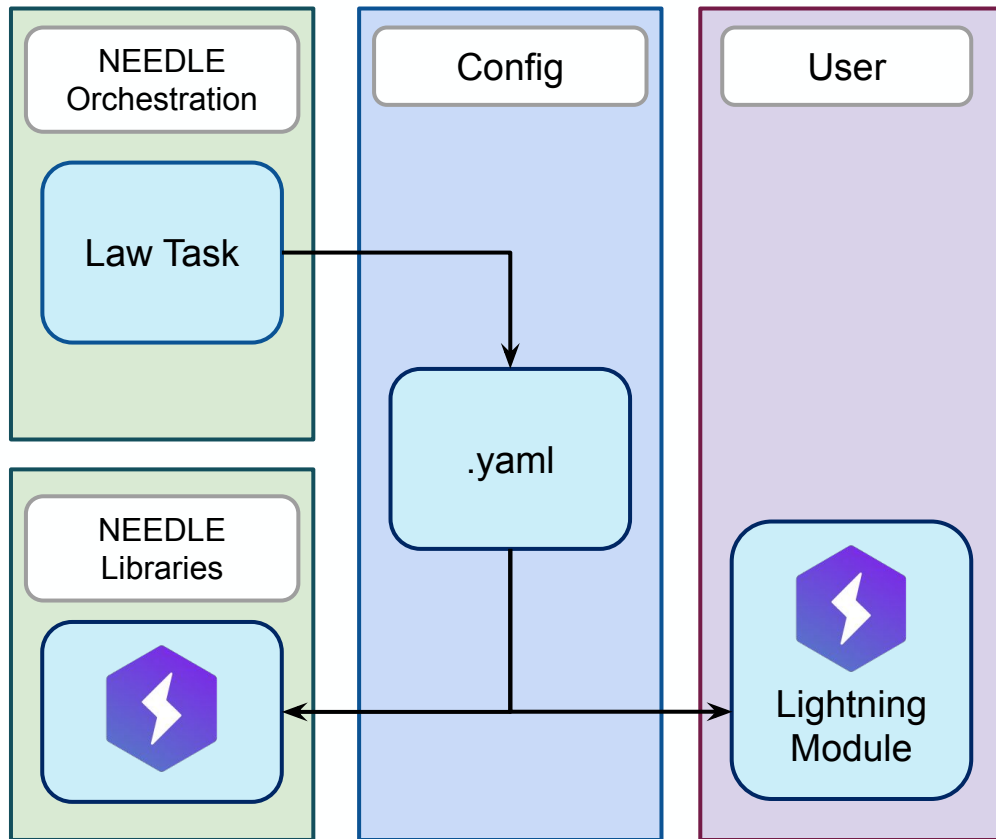 NEEDLE
Orchestration
Config
User
Law Task
.yaml
NEEDLE
Libraries
Lightning
Module